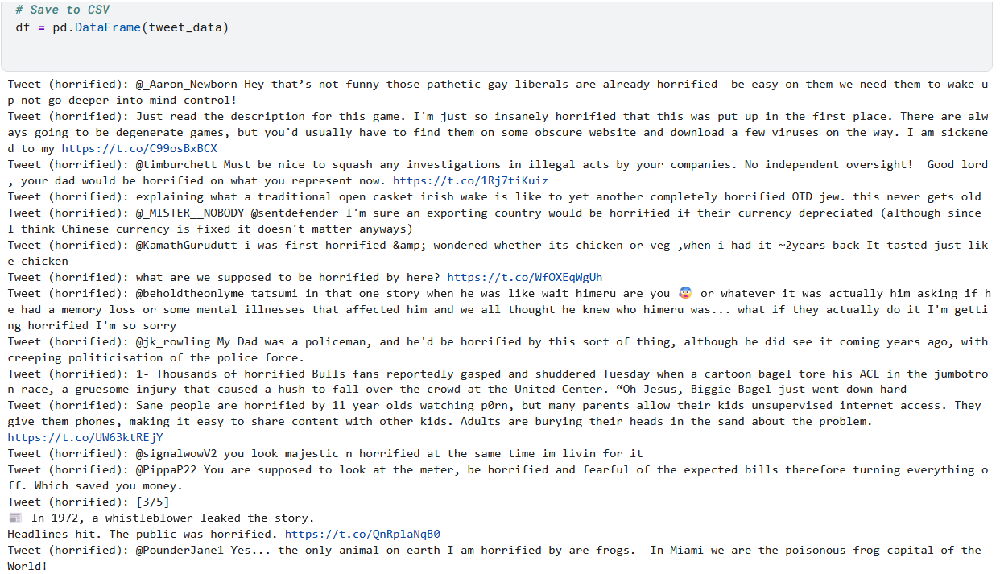 # Save to CSV
df = pd.DataFrame(tweet_data)
Tweet (horrified): @_Aaron_Newborn Hey that’s not funny those pathetic gay liberals are already horrified- be easy on them we need them to wake u
p not go deeper into mind control!
Tweet (horrified): Just read the description for this game. I'm just so insanely horrified that this was put up in the first place. There are alw
ays going to be degenerate games, but you'd usually have to find them on some obscure website and download a few viruses on the way. I am sickene
d to my https://t.co/C99osBxBCX
Tweet (horrified): @timburchett Must be nice to squash any investigations in illegal acts by your companies. No independent oversight!  Good lord
, your dad would be horrified on what you represent now. https://t.co/1Rj7tiKuiz
Tweet (horrified): explaining what a traditional open casket irish wake is like to yet another completely horrified OTD jew. this never gets old
Tweet (horrified): @_MISTER__NOBODY @sentdefender I'm sure an exporting country would be horrified if their currency depreciated (although since
I think Chinese currency is fixed it doesn't matter anyways)
Tweet (horrified): @KamathGurudutt i was first horrified &amp; wondered whether its chicken or veg ,when i had it ~2years back It tasted just lik
e chicken
Tweet (horrified): what are we supposed to be horrified by here? https://t.co/WfOXEqWgUh
Tweet (horrified): @beholdtheonlyme tatsumi in that one story when he was like wait himeru are you 😰 or whatever it was actually him asking if h
e had a memory loss or some mental illnesses that affected him and we all thought he knew who himeru was... what if they actually do it I'm getti
ng horrified I'm so sorry
Tweet (horrified): @jk_rowling My Dad was a policeman, and he'd be horrified by this sort of thing, although he did see it coming years ago, with
creeping politicisation of the police force.
Tweet (horrified): 1- Thousands of horrified Bulls fans reportedly gasped and shuddered Tuesday when a cartoon bagel tore his ACL in the jumbotro
n race, a gruesome injury that caused a hush to fall over the crowd at the United Center. “Oh Jesus, Biggie Bagel just went down hard—
Tweet (horrified): Sane people are horrified by 11 year olds watching p0rn, but many parents allow their kids unsupervised internet access. They
give them phones, making it easy to share content with other kids. Adults are burying their heads in the sand about the problem.
https://t.co/UW63ktREjY
Tweet (horrified): @signalwowV2 you look majestic n horrified at the same time im livin for it
Tweet (horrified): @PippaP22 You are supposed to look at the meter, be horrified and fearful of the expected bills therefore turning everything o
ff. Which saved you money.
Tweet (horrified): [3/5]
📰 In 1972, a whistleblower leaked the story.
Headlines hit. The public was horrified. https://t.co/QnRplaNqB0
Tweet (horrified): @PounderJane1 Yes... the only animal on earth I am horrified by are frogs.  In Miami we are the poisonous frog capital of the
World!